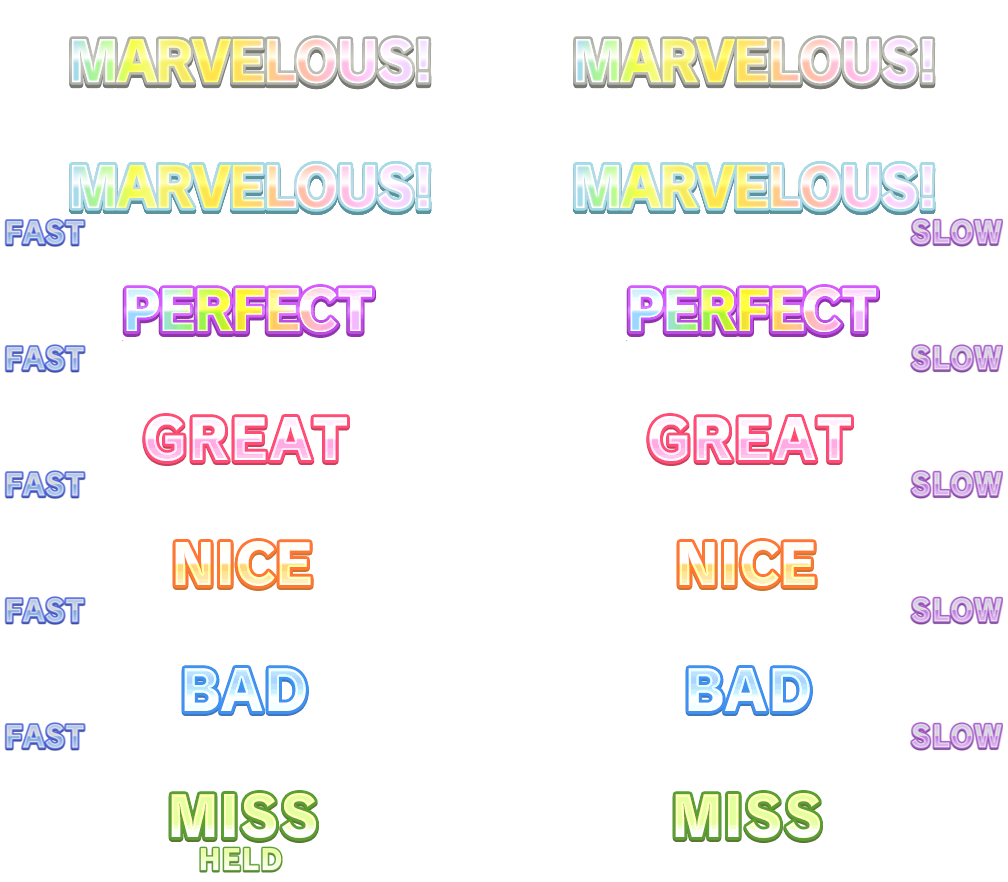 MARVELOUS! MARVELOUS!
MARVELOUS! MARVELOUS!
FAST SLOW
PERFECT PERFECT
FAST SLOW
GREAT GREAT
FAST SLOW
NICE NICE
FAST SLOW
BAD BAD
FAST SLOW
MISS MISS
HELD